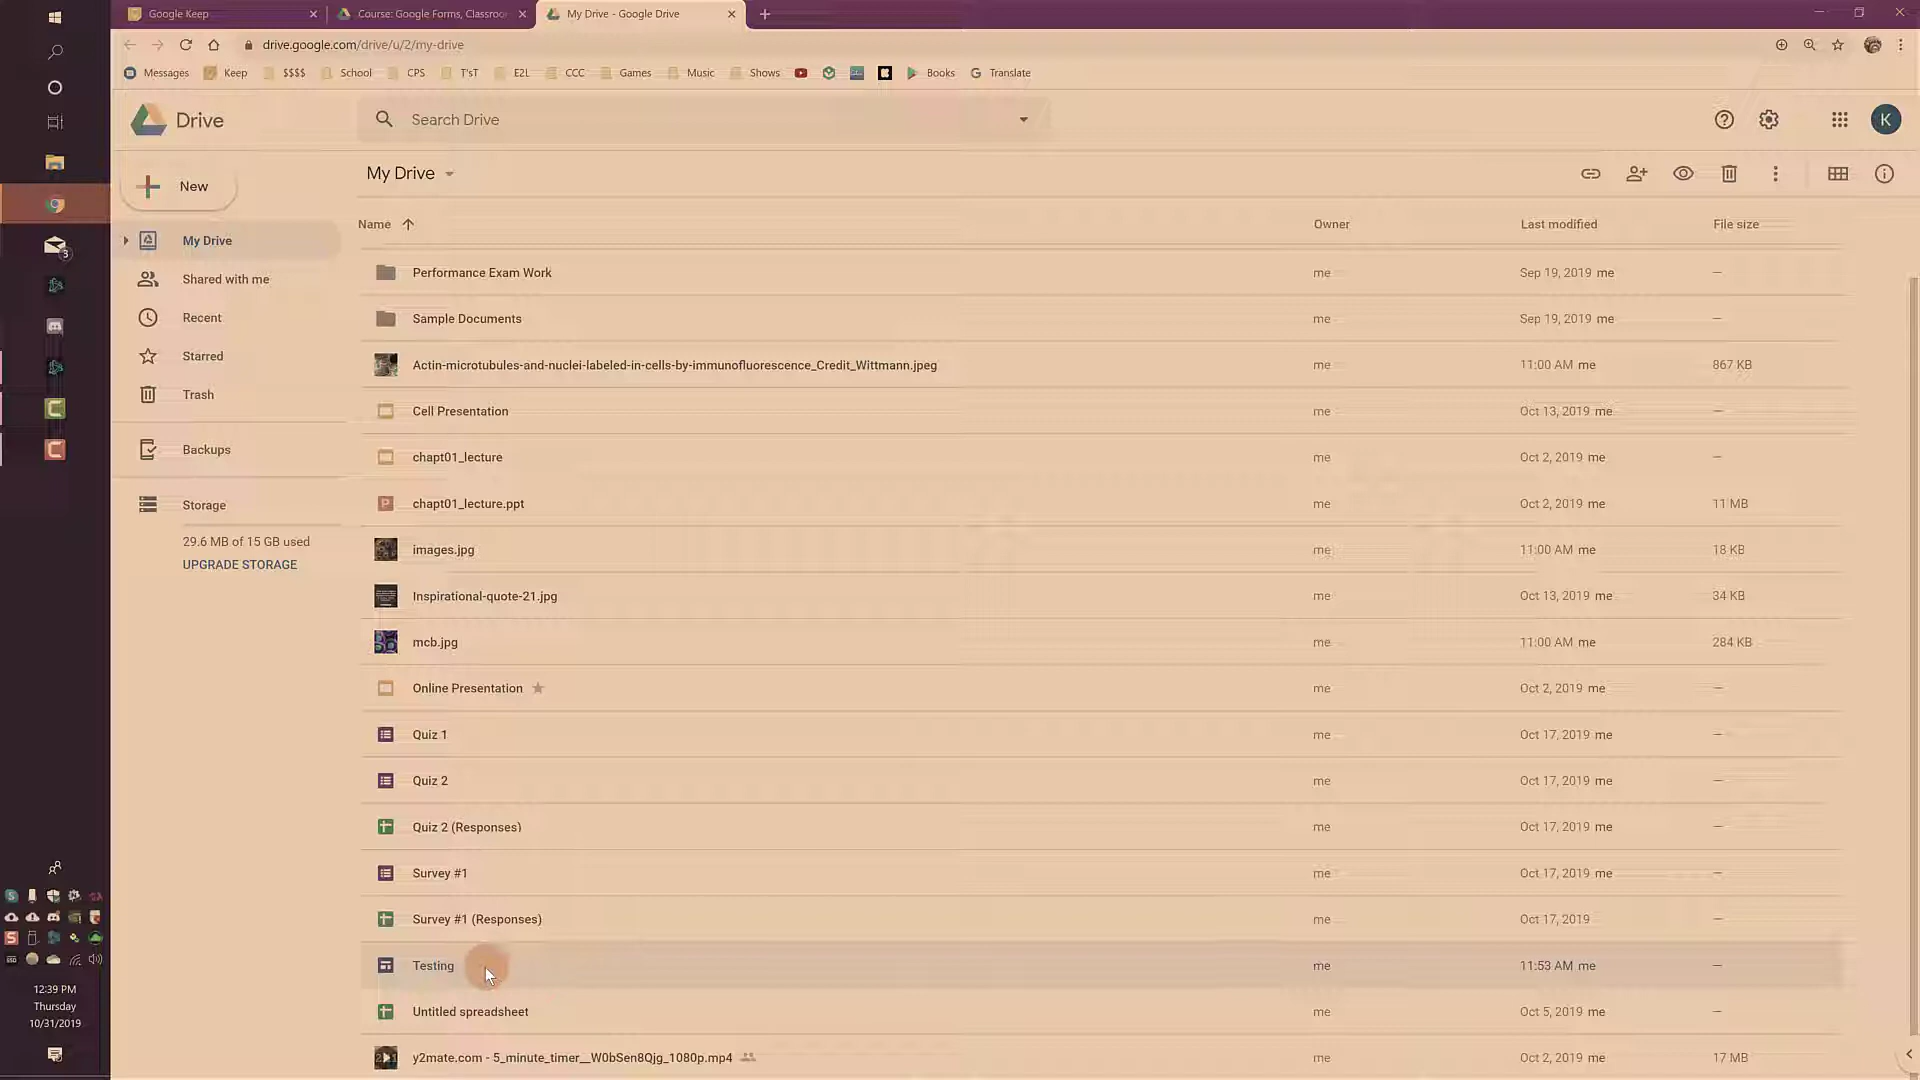 Google Keep
Course: Google Forms, Classroo
My Drive - Google Drive
drive.google.com/drive/u/2/my-drive
Messages Keep $$$$ School CPS T'sT E2L CCC Games Music Shows Books Translate
Drive
Search Drive
K
New
My Drive
Name Owner Last modified File size
My Drive
Shared with me
Recent
Starred
Trash
Backups
Storage
29.6 MB of 15 GB used
UPGRADE STORAGE
Performance Exam Work me Sep 19, 2019 me —
Sample Documents me Sep 19, 2019 me —
Actin-microtubules-and-nuclei-labeled-in-cells-by-immunofluorescence_Credit_Wittmann.jpeg me 11:00 AM me 867 KB
Cell Presentation me Oct 13, 2019 me —
chapt01_lecture me Oct 2, 2019 me —
chapt01_lecture.ppt me Oct 2, 2019 me 11 MB
images.jpg me 11:00 AM me 18 KB
Inspirational-quote-21.jpg me Oct 13, 2019 me 34 KB
mcb.jpg me 11:00 AM me 284 KB
Online Presentation me Oct 2, 2019 me —
Quiz 1 me Oct 17, 2019 me —
Quiz 2 me Oct 17, 2019 me —
Quiz 2 (Responses) me Oct 17, 2019 me —
Survey #1 me Oct 17, 2019 me —
Survey #1 (Responses) me Oct 17, 2019 —
Testing me 11:53 AM me —
Untitled spreadsheet me Oct 5, 2019 me —
y2mate.com - 5_minute_timer__W0bSen8Qjg_1080p.mp4 me Oct 2, 2019 me 17 MB
3
12:39 PM
Thursday
10/31/2019